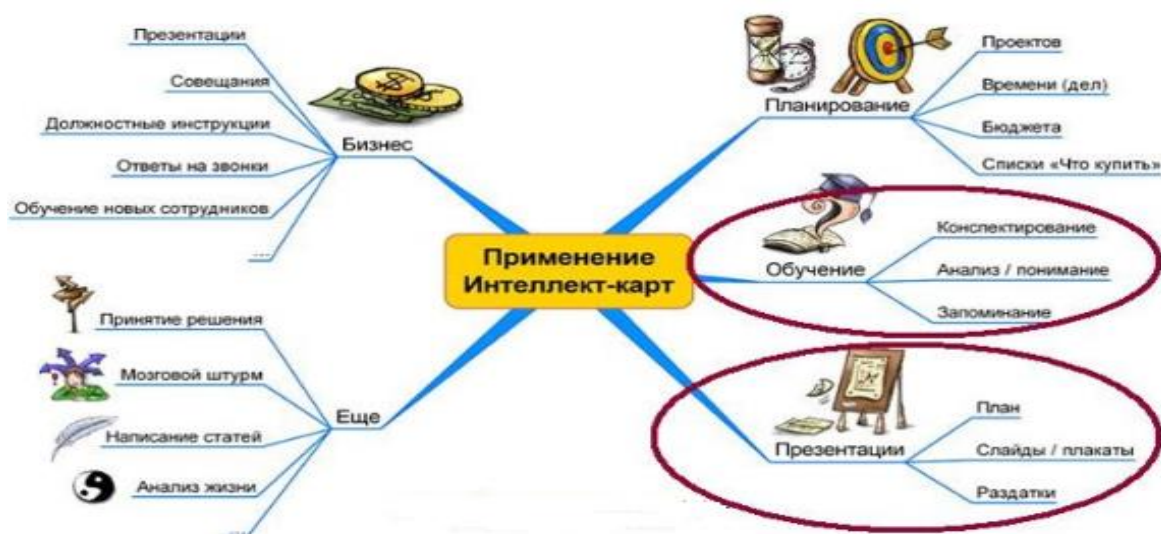 Применение
Интеллект-карт
Бизнес
Презентации
Совещания
Должностные инструкции
Ответы на звонки
Обучение новых сотрудников
...
Планирование
Проектов
Времени (дел)
Бюджета
Списки «Что купить»
Обучение
Конспектирование
Анализ / понимание
Запоминание
Презентации
План
Слайды / плакаты
Раздатки
Еще
Принятие решения
Мозговой штурм
Написание статей
Анализ жизни
...